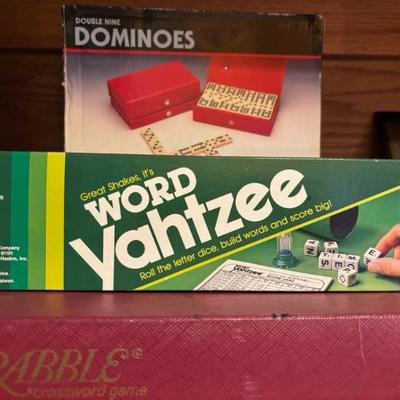 DOUBLE NINE
DOMINOES
Great Shakes, it's
WORD
Yahtzee
Roll the letter dice, build words and score big!
Company
01101
Hasbro, Inc.
RABBLE
crossword game